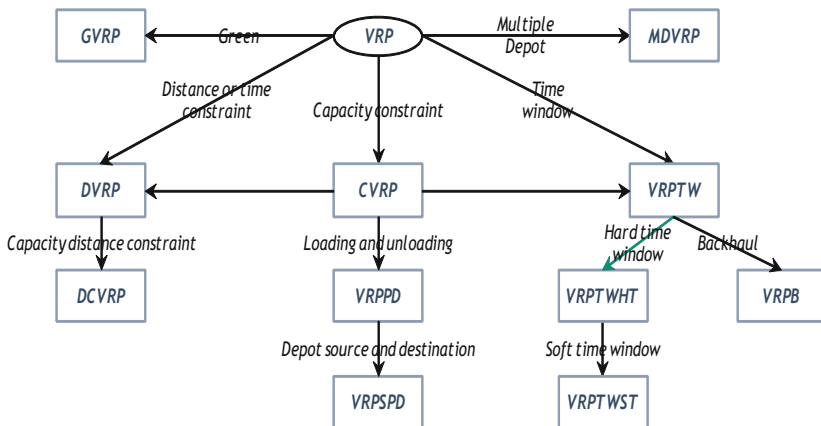 GVRP
Green
VRP
Multiple
Depot
MDVRP
Distance or time
constraint
Capacity constraint
Time
window
DVRP
CVRP
VRPTW
Capacity distance constraint
Loading and unloading
Hard time
window
Backhaul
DCVRP
VRPPD
VRPTWHT
VRPB
Depot source and destination
Soft time window
VRPSPD
VRPTWST